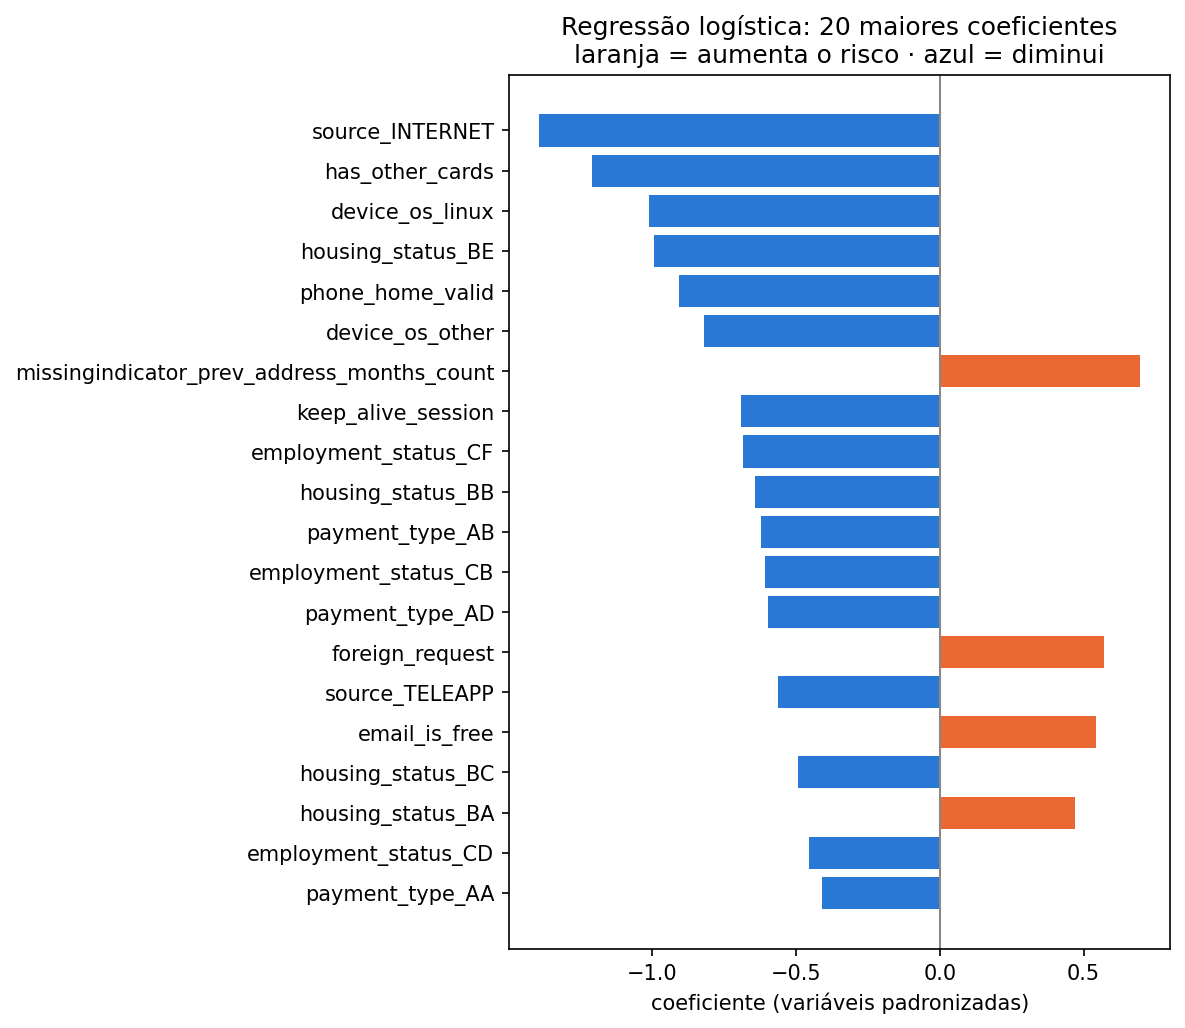 Regressão logística: 20 maiores coeficientes
laranja = aumenta o risco · azul = diminui
source_INTERNET
has_other_cards
device_os_linux
housing_status_BE
phone_home_valid
device_os_other
missingindicator_prev_address_months_count
keep_alive_session
employment_status_CF
housing_status_BB
payment_type_AB
employment_status_CB
payment_type_AD
foreign_request
source_TELEAPP
email_is_free
housing_status_BC
housing_status_BA
employment_status_CD
payment_type_AA
−1.0 −0.5 0.0 0.5
coeficiente (variáveis padronizadas)